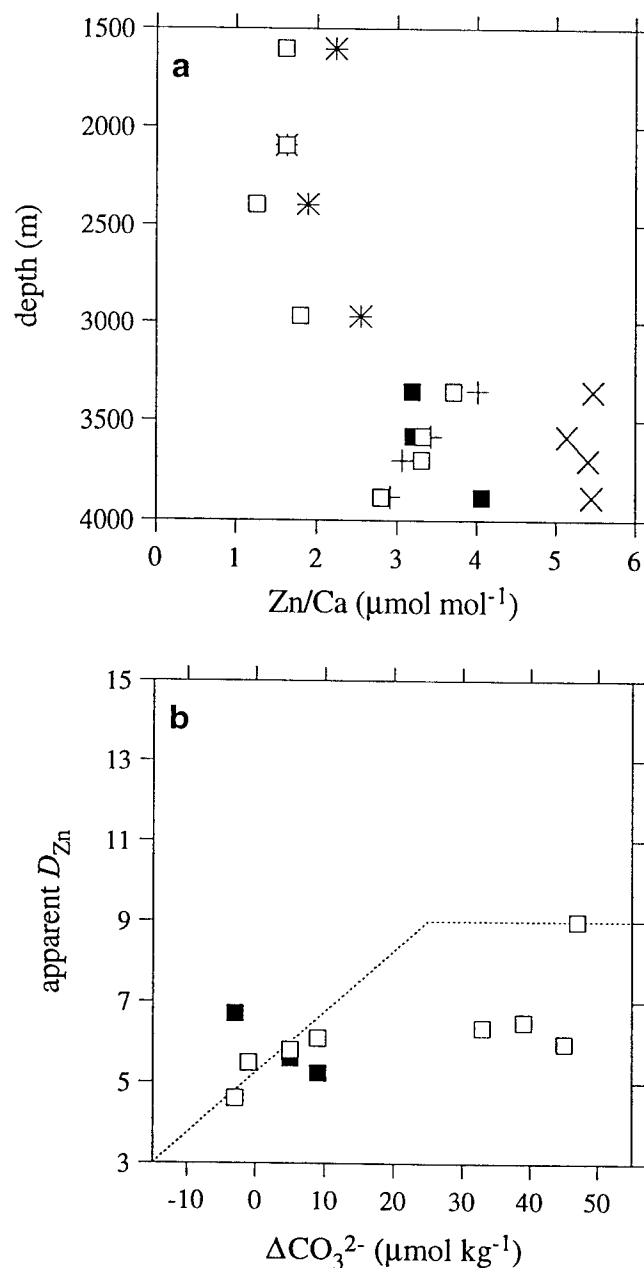 a
1500
2000
2500
3000
3500
4000
depth (m)
0 1 2 3 4 5 6
Zn/Ca (μmol mol⁻¹)
b
15
13
11
9
7
5
3
apparent D_Zn
-10 0 10 20 30 40 50
ΔCO₃²⁻ (μmol kg⁻¹)